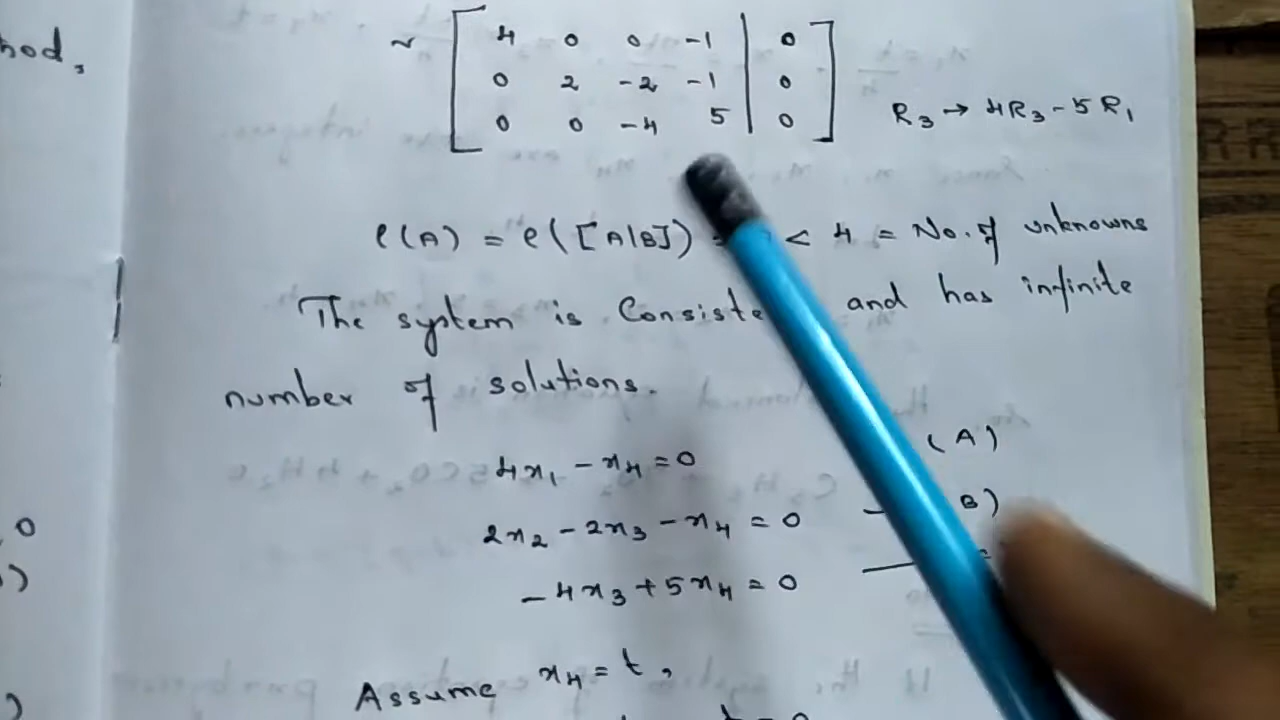 hod,
~ [ 4 0 0 -1 | 0 ]
0 2 -2 -1 | 0
0 0 -4 5 | 0
R3 → 4R3 - 5R1
ρ(A) = ρ([A|B]) = < 4 = No. of unknowns
The system is Consiste and has infinite
number of solutions.
4x1 - x4 = 0 (A)
2x2 - 2x3 - x4 = 0 — B)
-4x3 + 5x4 = 0 —
Assume x4 = t,
0
)